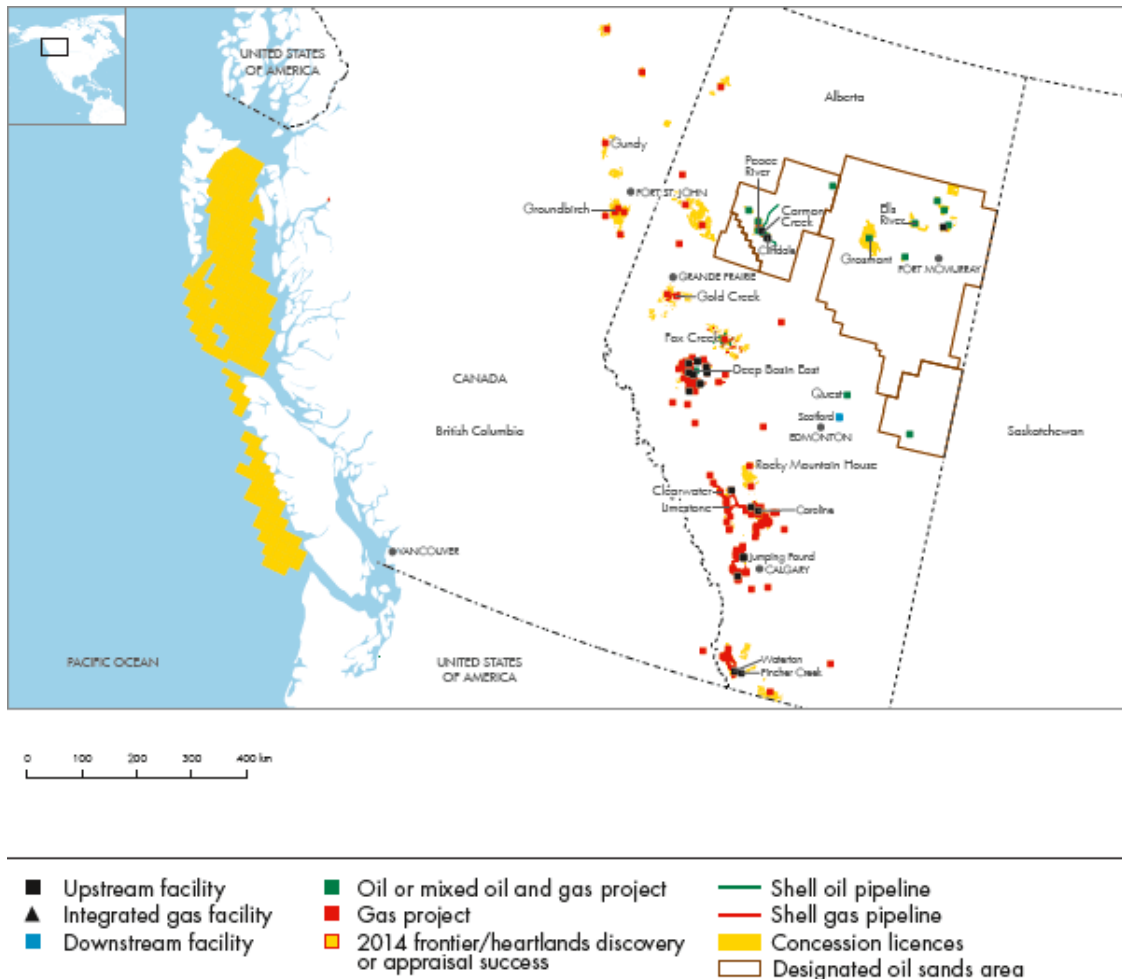 UNITED STATES
OF AMERICA
Alberta
Gundy
Peace
River
FORT ST. JOHN
Groundbirch
Carmon
Creek
Cliffdale
Ells
River
Grosmont
FORT MCMURRAY
GRANDE PRAIRIE
Gold Creek
Fox Creek
CANADA
Deep Basin East
Quest
British Columbia
Scotford
EDMONTON
Saskatchewan
Rocky Mountain House
Clearwater
Limestone
Caroline
VANCOUVER
Jumping Pound
CALGARY
PACIFIC OCEAN
UNITED STATES
OF AMERICA
Waterton
Pincher Creek
0 100 200 300 400 km
Upstream facility
Integrated gas facility
Downstream facility
Oil or mixed oil and gas project
Gas project
2014 frontier/heartlands discovery
or appraisal success
Shell oil pipeline
Shell gas pipeline
Concession licences
Designated oil sands area